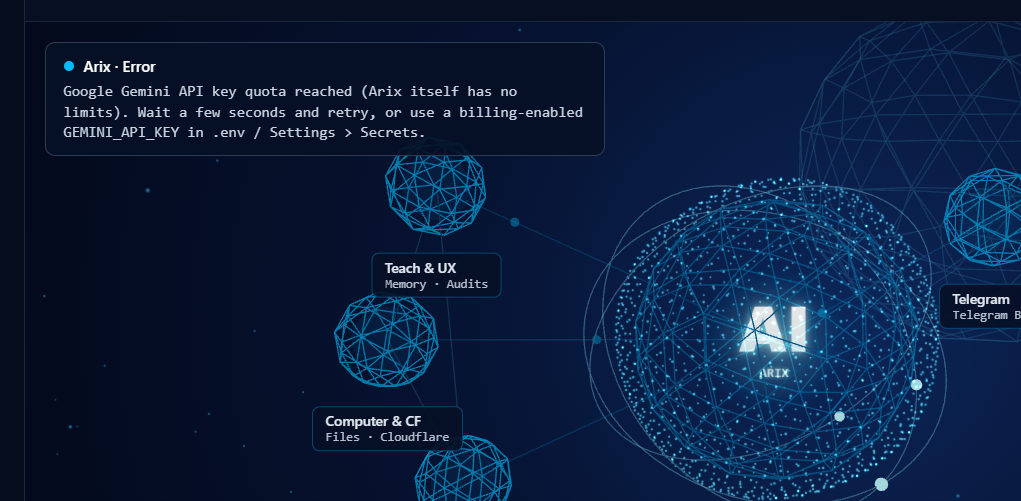 Arix · Error
Google Gemini API key quota reached (Arix itself has no
limits). Wait a few seconds and retry, or use a billing-enabled
GEMINI_API_KEY in .env / Settings > Secrets.
Teach & UX
Memory · Audits
AI
ARIX
Telegram
Telegram B
Computer & CF
Files · Cloudflare